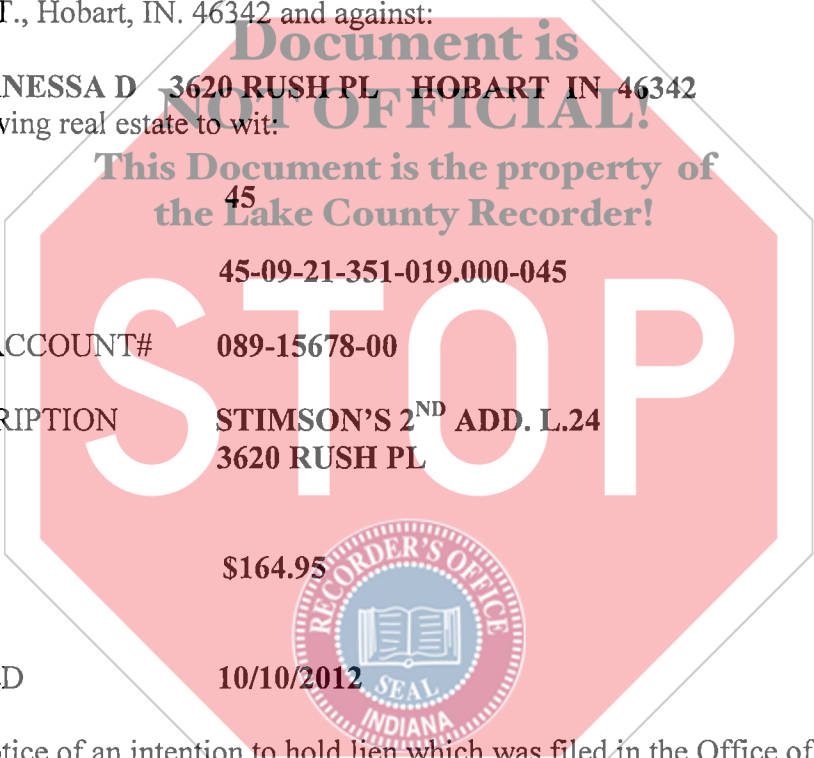 T., Hobart, IN. 46342 and against:
Document is
NESSA D 3620 RUSH PL HOBART IN 46342
NOT OFFICIAL!
wing real estate to wit:
This Document is the property of
45
the Lake County Recorder!
45-09-21-351-019.000-045
STOP
ACCOUNT# 089-15678-00
RIPTION STIMSON'S 2ND ADD. L.24
3620 RUSH PL
$164.95
RECORDER'S OFFICE
D 10/10/2012
SEAL
INDIANA
tice of an intention to hold lien which was filed in the Office of